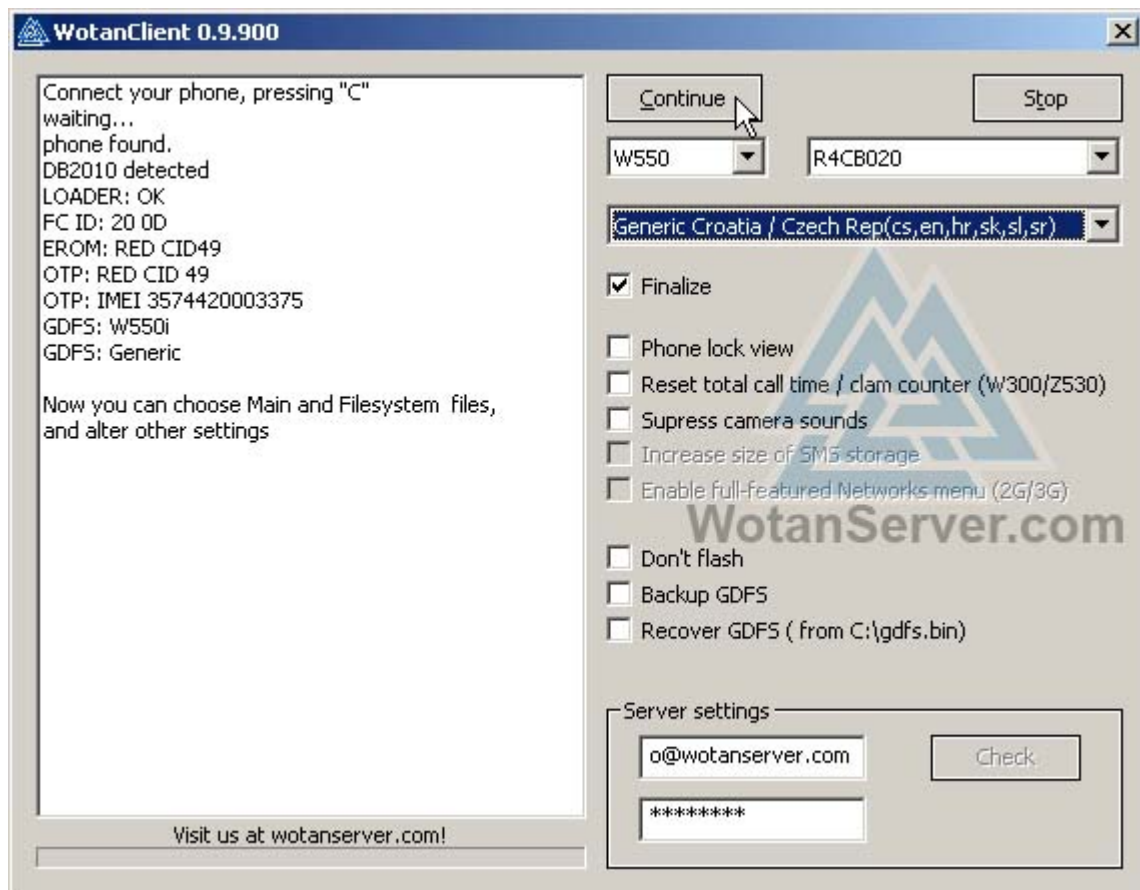 WotanClient 0.9.900
Connect your phone, pressing "C"
waiting...
phone found.
DB2010 detected
LOADER: OK
FC ID: 20 0D
EROM: RED CID49
OTP: RED CID 49
OTP: IMEI 3574420003375
GDFS: W550i
GDFS: Generic
Now you can choose Main and Filesystem files,
and alter other settings
Visit us at wotanserver.com!
Continue
Stop
W550
R4CB020
Generic Croatia / Czech Rep(cs,en,hr,sk,sl,sr)
Finalize
Phone lock view
Reset total call time / clam counter (W300/Z530)
Supress camera sounds
Increase size of SMS storage
Enable full-featured Networks menu (2G/3G)
WotanServer.com
Don't flash
Backup GDFS
Recover GDFS ( from C:\gdfs.bin)
Server settings
o@wotanserver.com
Check
********